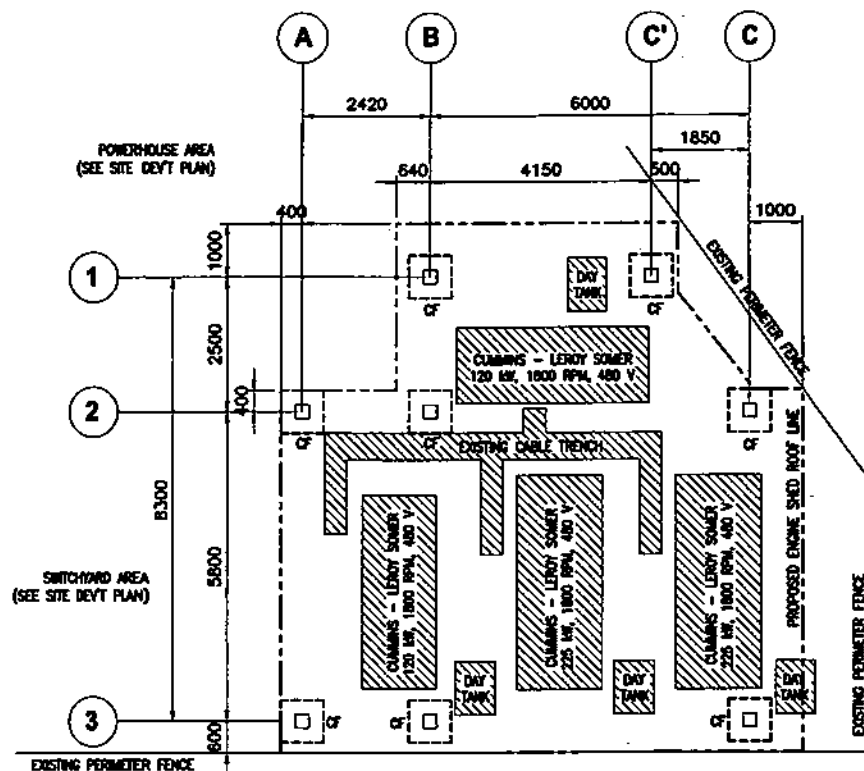 A
B
C'
C
2420
6000
1850
POWERHOUSE AREA
(SEE SITE DEV'T PLAN)
640
4150
500
400
1000
1000
EXISTING PERIMETER FENCE
1
DAY
TANK
CF
CF
2500
CUMMINS - LEROY SOMER
120 kW, 1800 RPM, 480 V
400
2
CF
CF
CF
EXISTING CABLE TRENCH
8300
5800
SWITCHYARD AREA
(SEE SITE DEV'T PLAN)
CUMMINS - LEROY SOMER
120 kW, 1800 RPM, 480 V
CUMMINS - LEROY SOMER
225 kW, 1800 RPM, 480 V
CUMMINS - LEROY SOMER
225 kW, 1800 RPM, 480 V
PROPOSED ENGINE SHED ROOF LINE
EXISTING PERIMETER FENCE
DAY
TANK
DAY
TANK
DAY
TANK
3
CF
CF
CF
600
EXISTING PERIMETER FENCE